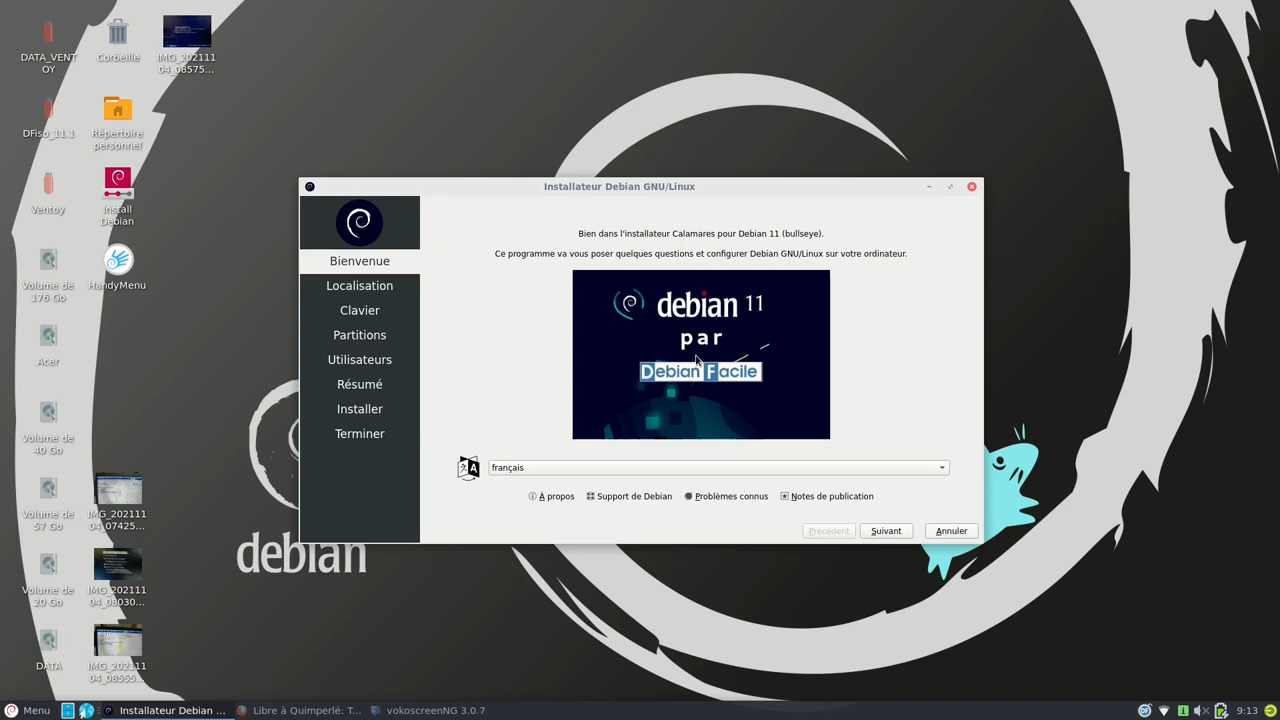 DATA_VENT
OY
Corbeille
IMG_202111
04_08575...
DFiso_11.1
Répertoire
personnel
Ventoy
Install
Debian
Volume de
176 Go
HandyMenu
Acer
Volume de
40 Go
Volume de
57 Go
IMG_202111
04_07425...
Volume de
20 Go
IMG_202111
04_08030...
DATA
IMG_202111
04_08555...
debian
Installateur Debian GNU/Linux
Bienvenue
Localisation
Clavier
Partitions
Utilisateurs
Résumé
Installer
Terminer
Bien dans l'installateur Calamares pour Debian 11 (bullseye).
Ce programme va vous poser quelques questions et configurer Debian GNU/Linux sur votre ordinateur.
debian 11
par
Debian Facile
français
À propos
Support de Debian
Problèmes connus
Notes de publication
Précédent
Suivant
Annuler
Menu
Installateur Debian ...
Libre à Quimperlé: T...
vokoscreenNG 3.0.7
9:13